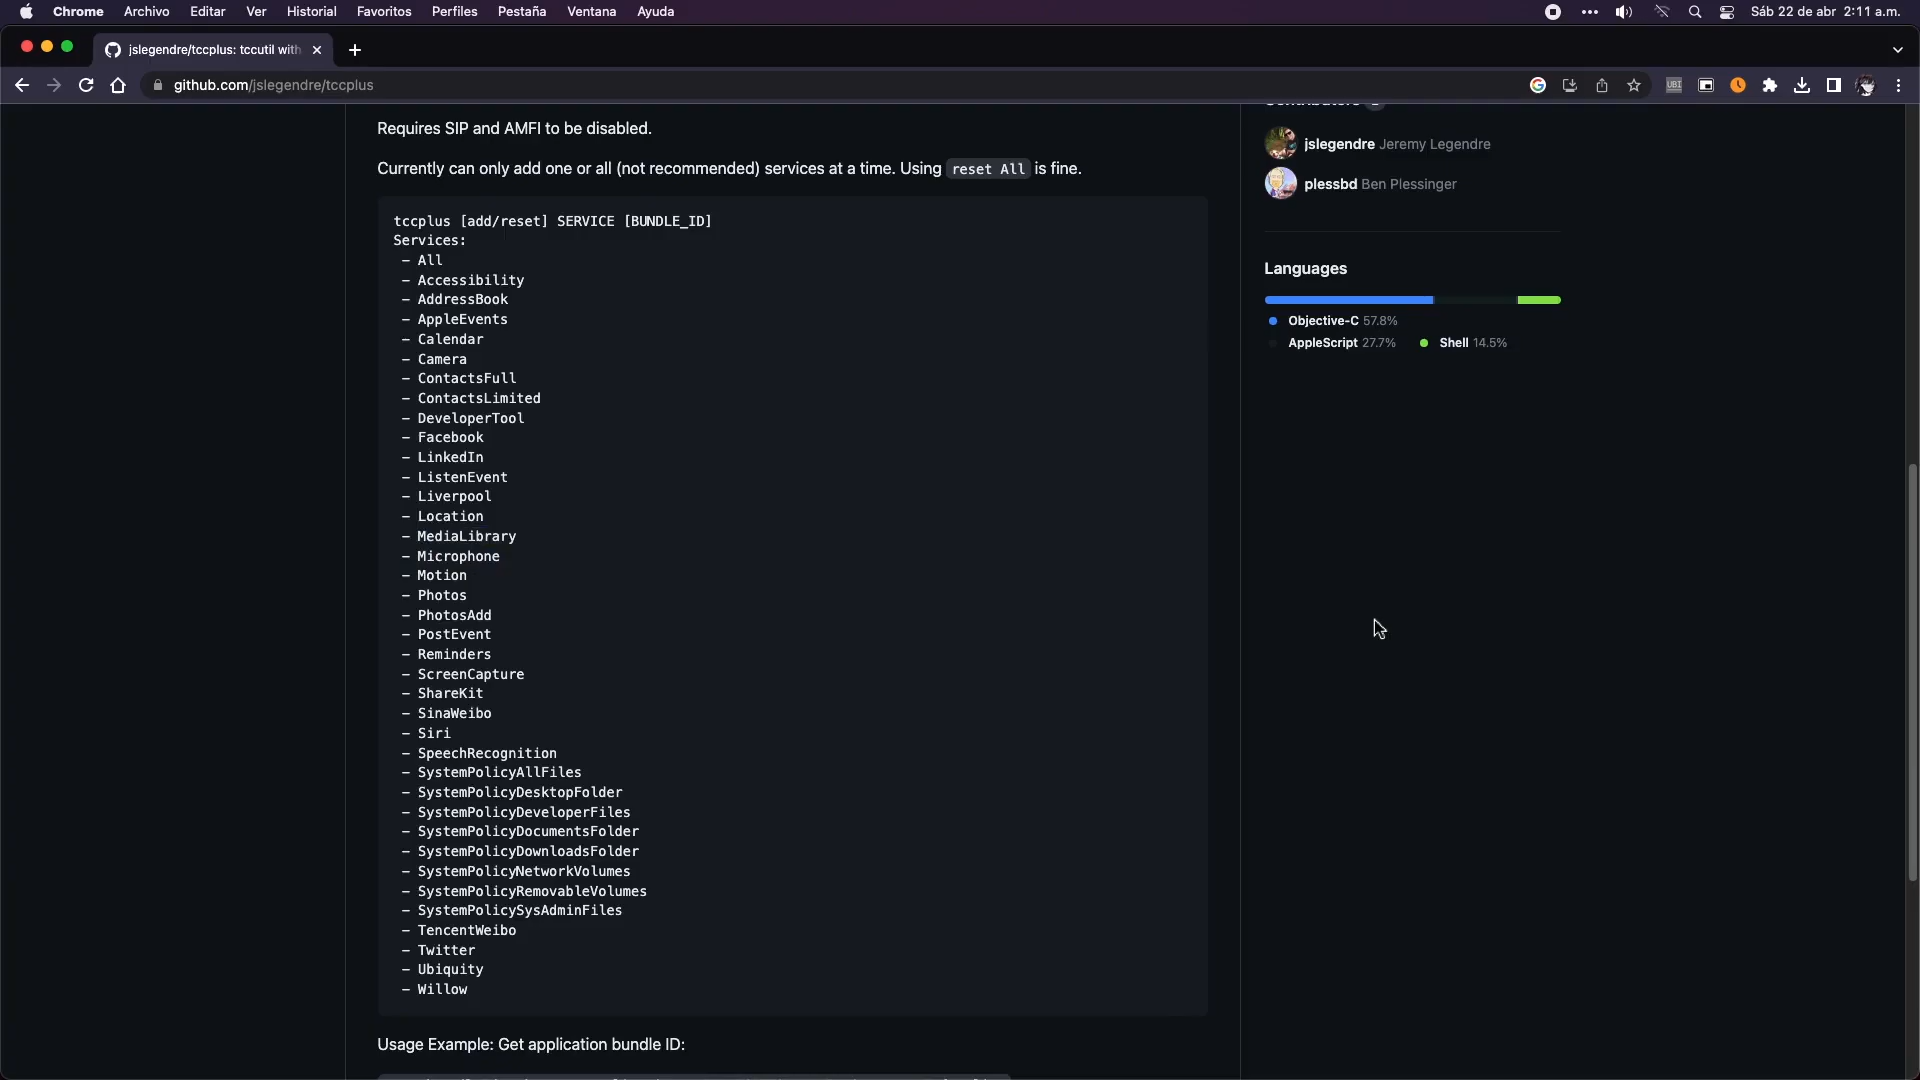 Chrome Archivo Editar Ver Historial Favoritos Perfiles Pestaña Ventana Ayuda Sáb 22 de abr 2:11 a.m.
jslegendre/tccplus: tccutil with
github.com/jslegendre/tccplus
UBI
Requires SIP and AMFI to be disabled.
Currently can only add one or all (not recommended) services at a time. Using reset All is fine.
tccplus [add/reset] SERVICE [BUNDLE_ID]
Services:
- All
- Accessibility
- AddressBook
- AppleEvents
- Calendar
- Camera
- ContactsFull
- ContactsLimited
- DeveloperTool
- Facebook
- LinkedIn
- ListenEvent
- Liverpool
- Location
- MediaLibrary
- Microphone
- Motion
- Photos
- PhotosAdd
- PostEvent
- Reminders
- ScreenCapture
- ShareKit
- SinaWeibo
- Siri
- SpeechRecognition
- SystemPolicyAllFiles
- SystemPolicyDesktopFolder
- SystemPolicyDeveloperFiles
- SystemPolicyDocumentsFolder
- SystemPolicyDownloadsFolder
- SystemPolicyNetworkVolumes
- SystemPolicyRemovableVolumes
- SystemPolicySysAdminFiles
- TencentWeibo
- Twitter
- Ubiquity
- Willow
Usage Example: Get application bundle ID:
jslegendre Jeremy Legendre
plessbd Ben Plessinger
Languages
Objective-C 57.8%
AppleScript 27.7% Shell 14.5%